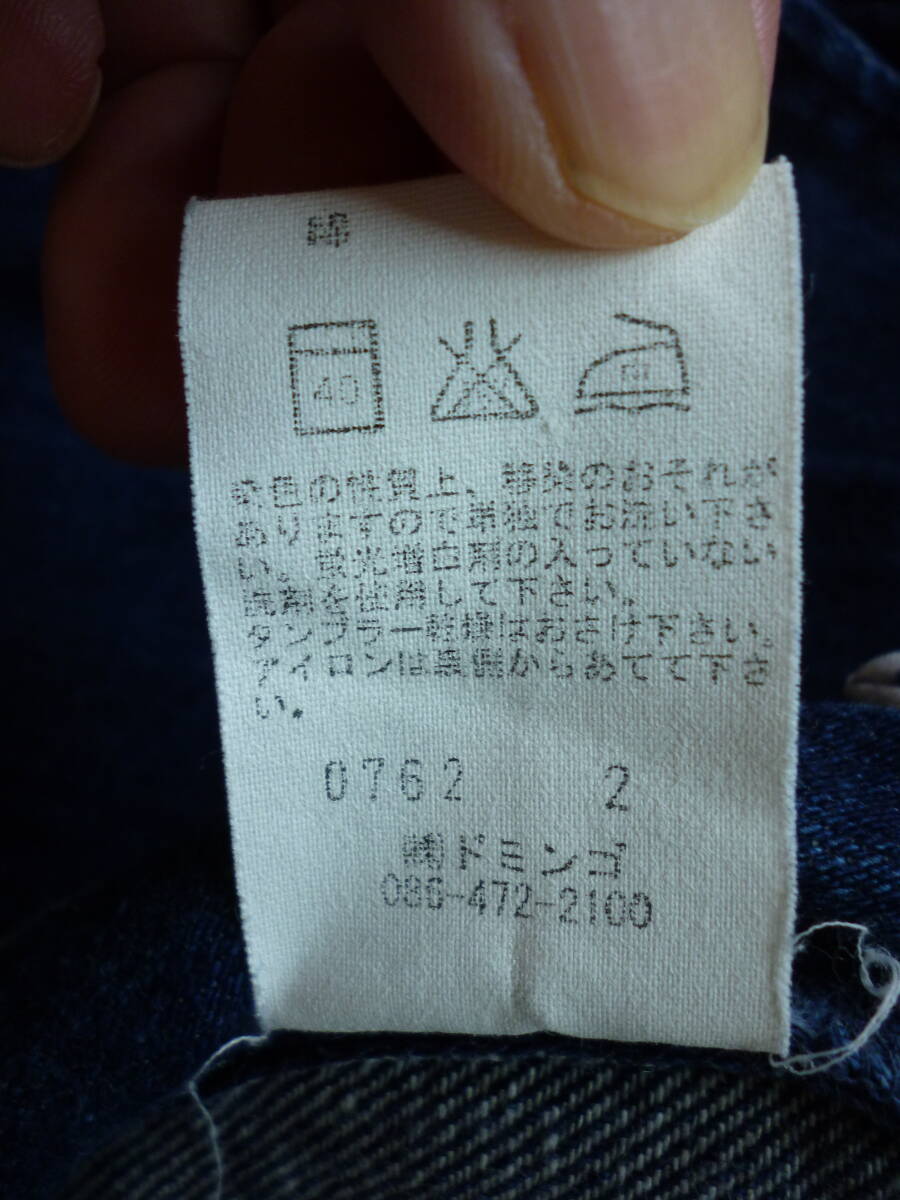 綿
40
染色の性質上、移染のおそれが
ありますので単独でお洗い下さ
い。蛍光増白剤の入っていない
洗剤を使用して下さい。
タンブラー乾燥はおさけ下さい。
アイロンは裏側からあてて下さ
い。
0762 2
㈱ドミンゴ
086-472-2100